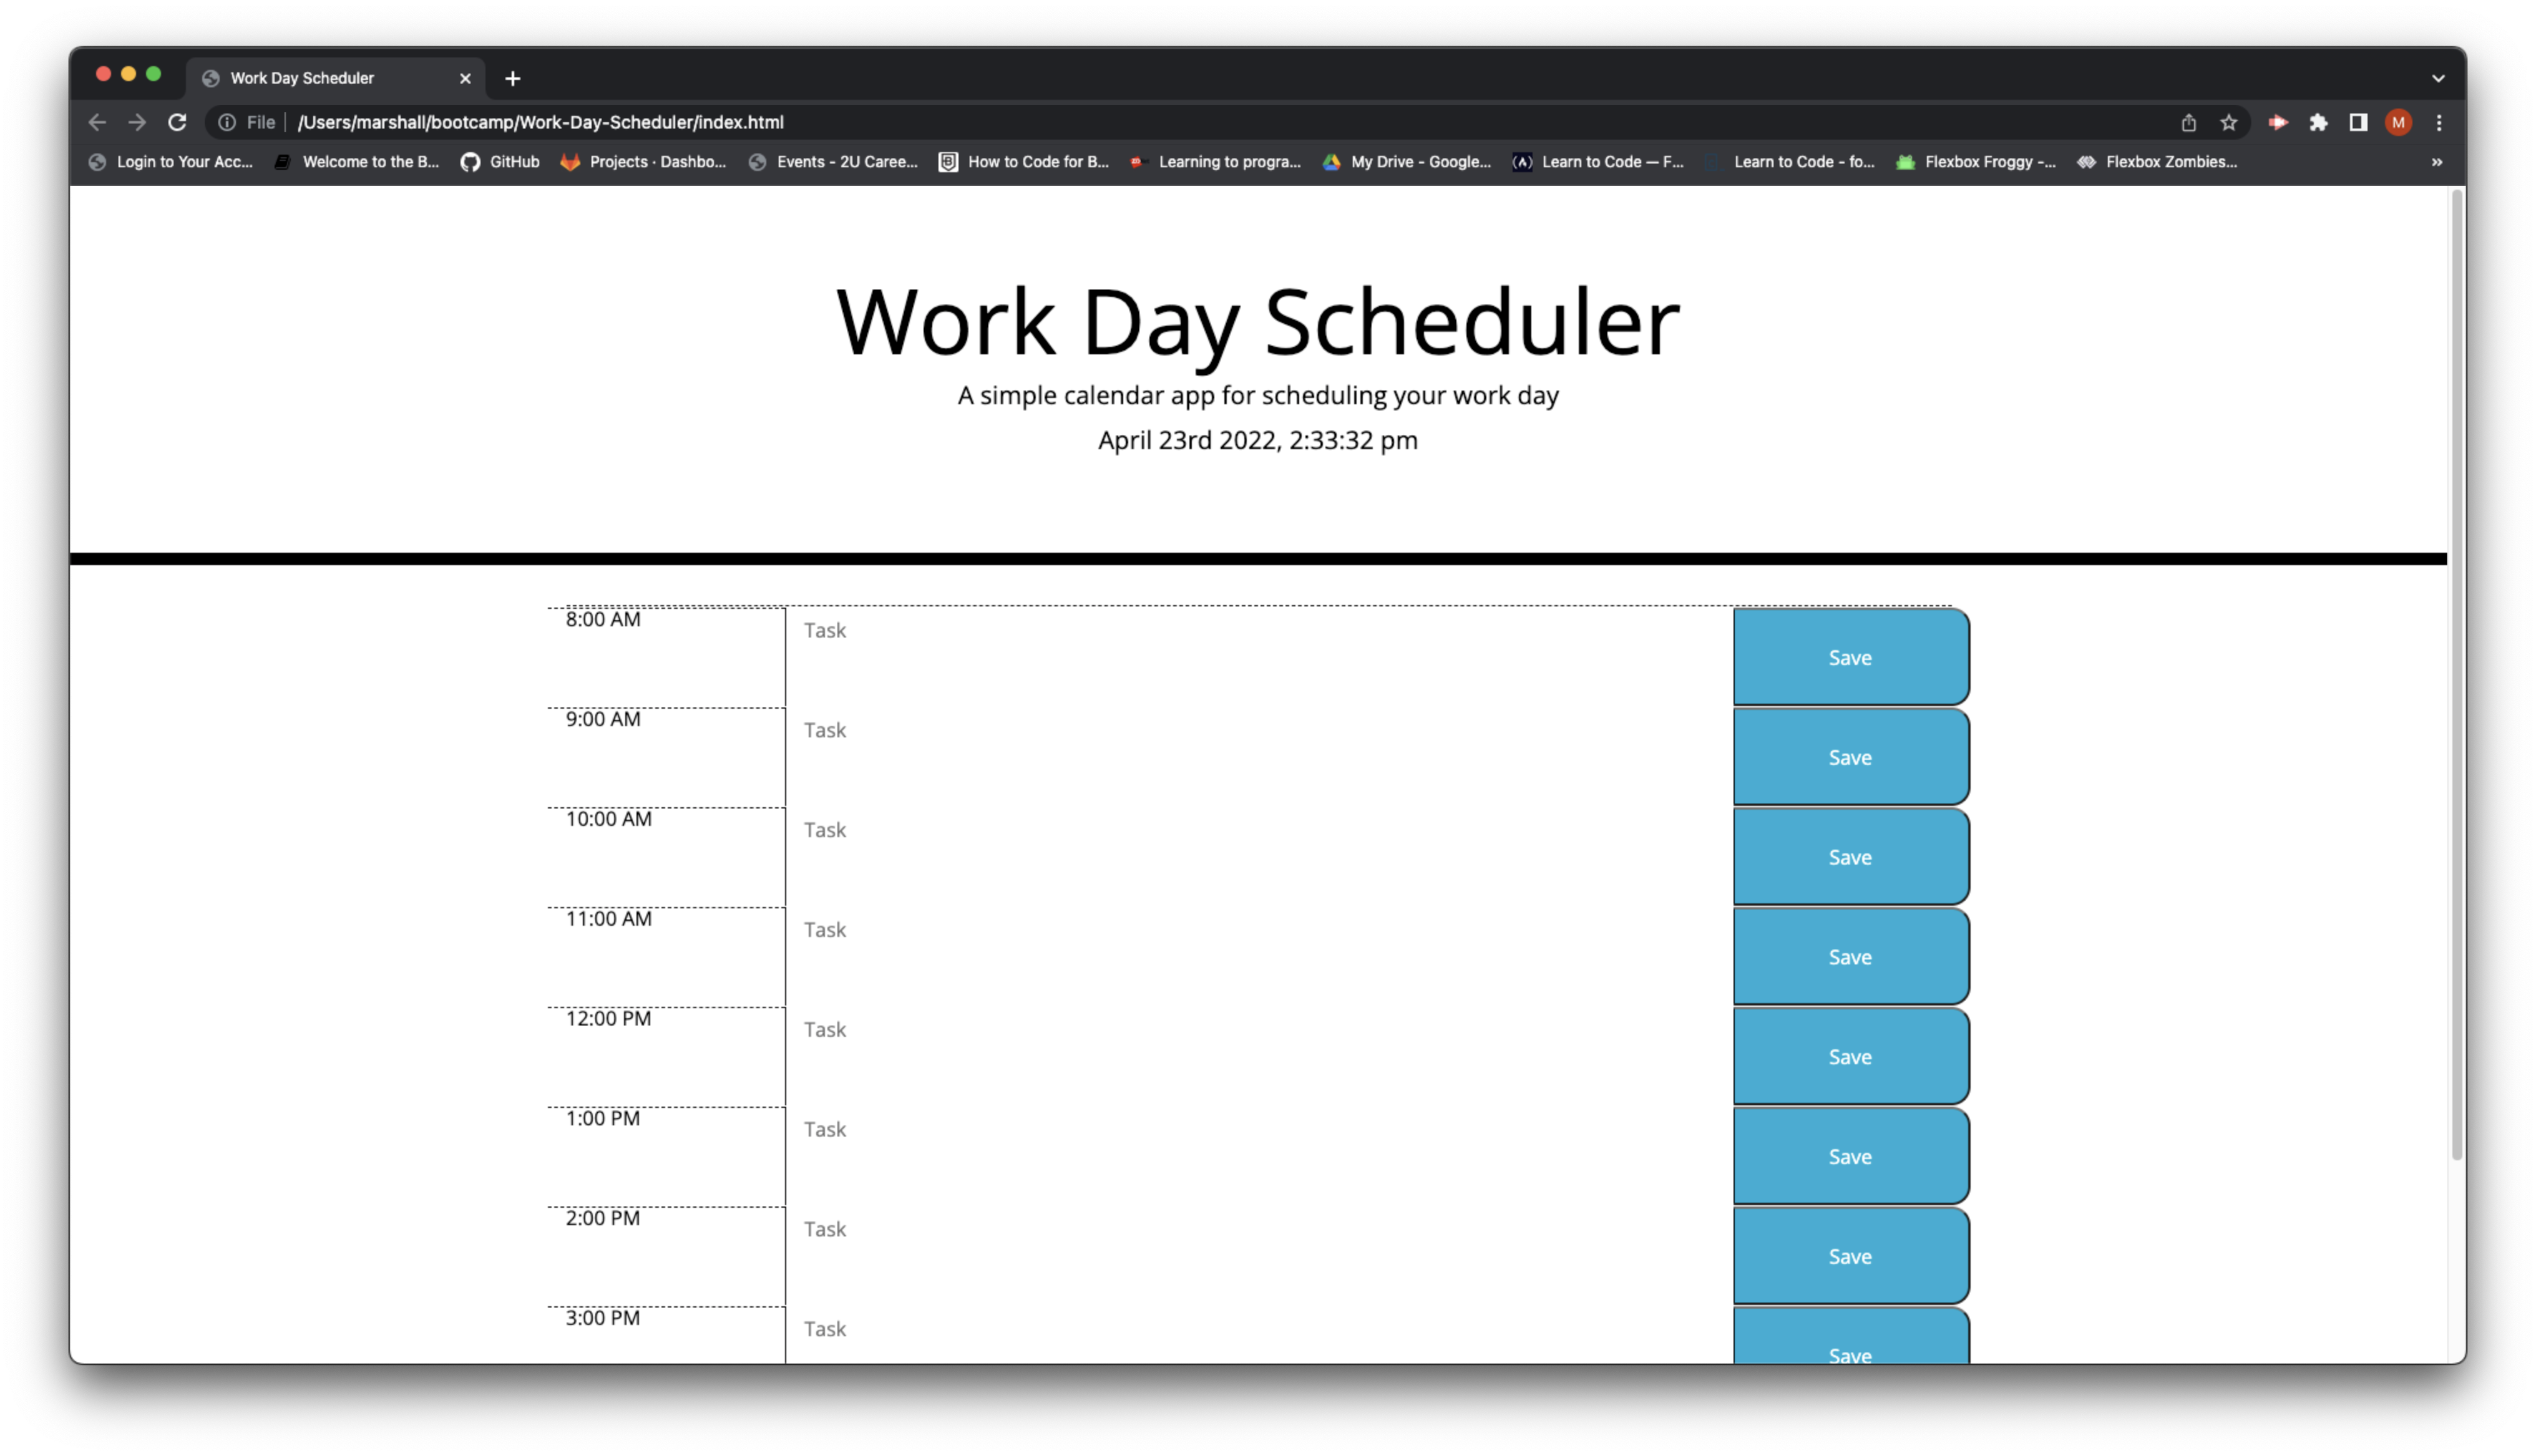 Work Day Scheduler
File /Users/marshall/bootcamp/Work-Day-Scheduler/index.html M
Login to Your Acc... Welcome to the B... GitHub Projects · Dashbo... Events - 2U Caree... How to Code for B... Learning to progra... My Drive - Google... Learn to Code — F... Learn to Code - fo... Flexbox Froggy -... Flexbox Zombies... »
Work Day Scheduler
A simple calendar app for scheduling your work day
April 23rd 2022, 2:33:32 pm
8:00 AM Task Save
9:00 AM Task Save
10:00 AM Task Save
11:00 AM Task Save
12:00 PM Task Save
1:00 PM Task Save
2:00 PM Task Save
3:00 PM Task Save